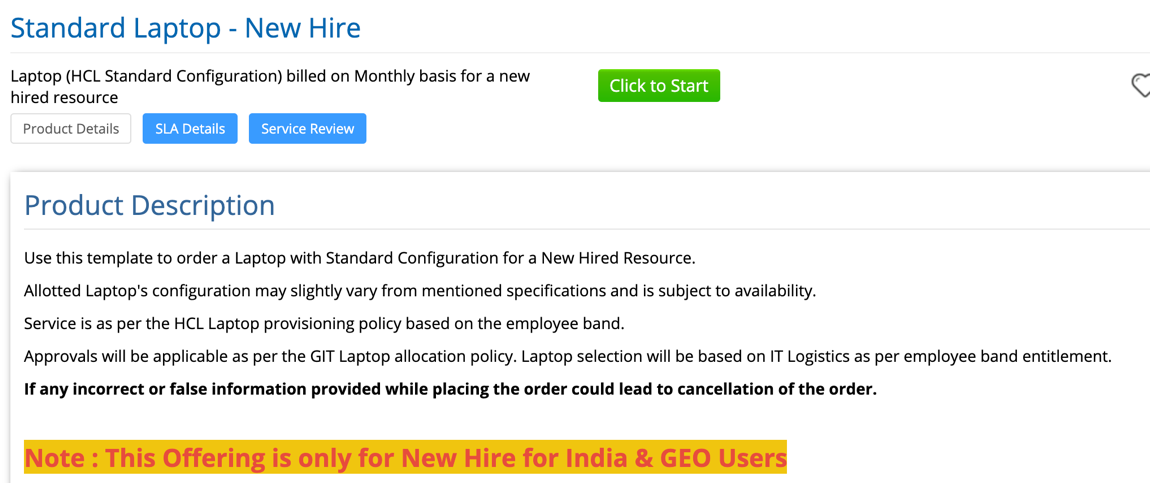 Standard Laptop - New Hire
Laptop (HCL Standard Configuration) billed on Monthly basis for a new
hired resource
Click to Start
Product Details
SLA Details
Service Review
Product Description
Use this template to order a Laptop with Standard Configuration for a New Hired Resource.
Allotted Laptop's configuration may slightly vary from mentioned specifications and is subject to availability.
Service is as per the HCL Laptop provisioning policy based on the employee band.
Approvals will be applicable as per the GIT Laptop allocation policy. Laptop selection will be based on IT Logistics as per employee band entitlement.
If any incorrect or false information provided while placing the order could lead to cancellation of the order.
Note : This Offering is only for New Hire for India & GEO Users